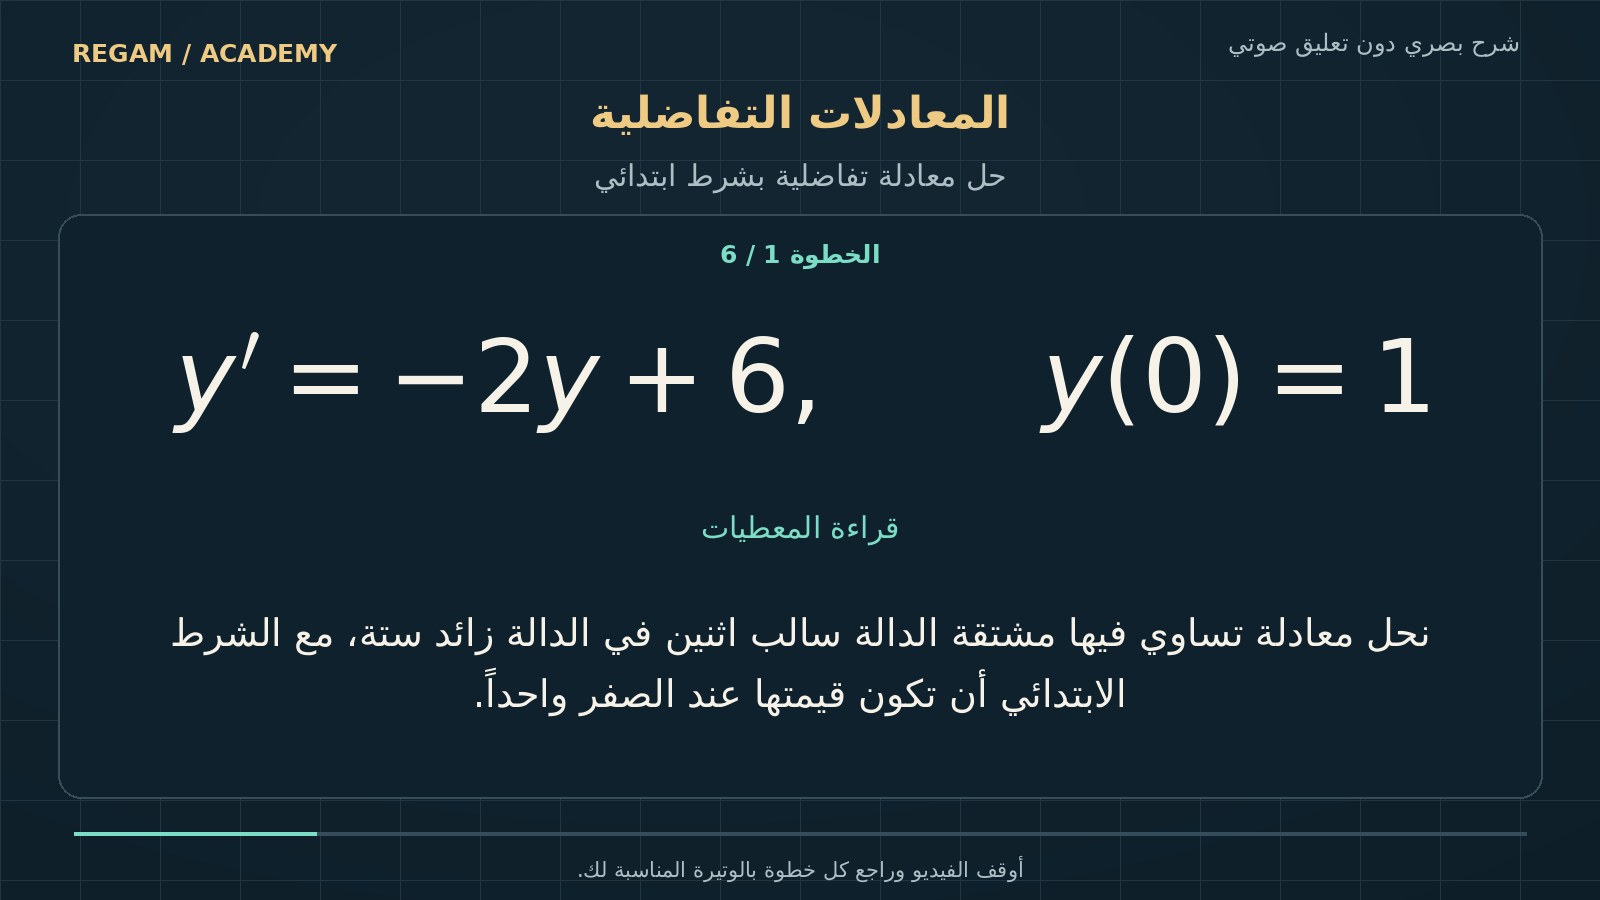 REGAM / ACADEMY
شرح بصري دون تعليق صوتي
المعادلات التفاضلية
حل معادلة تفاضلية بشرط ابتدائي
الخطوة 1 / 6
y′ = −2y + 6, y(0) = 1
قراءة المعطيات
نحل معادلة تساوي فيها مشتقة الدالة سالب اثنين في الدالة زائد ستة، مع الشرط
الابتدائي أن تكون قيمتها عند الصفر واحداً.
أوقف الفيديو وراجع كل خطوة بالوتيرة المناسبة لك.